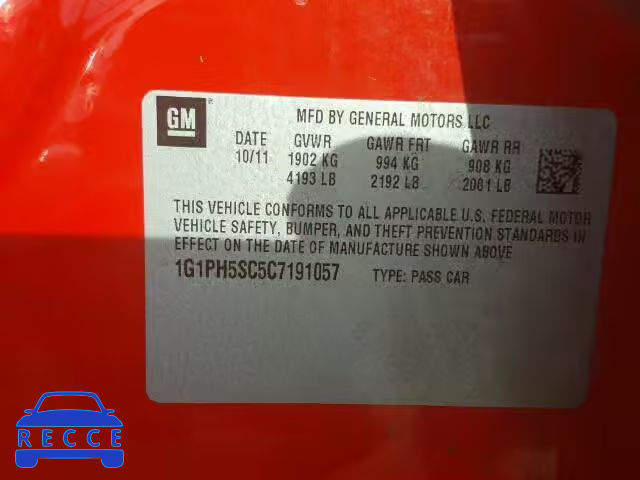 GM
MFD BY GENERAL MOTORS LLC
DATE GVWR GAWR FRT GAWR RR
10/11 1902 KG 994 KG 908 KG
4193 LB 2192 LB 2001 LB
THIS VEHICLE CONFORMS TO ALL APPLICABLE U.S. FEDERAL MOTOR
VEHICLE SAFETY, BUMPER, AND THEFT PREVENTION STANDARDS IN
EFFECT ON THE DATE OF MANUFACTURE SHOWN ABOVE
1G1PH5SC5C7191057 TYPE: PASS CAR
RECCE